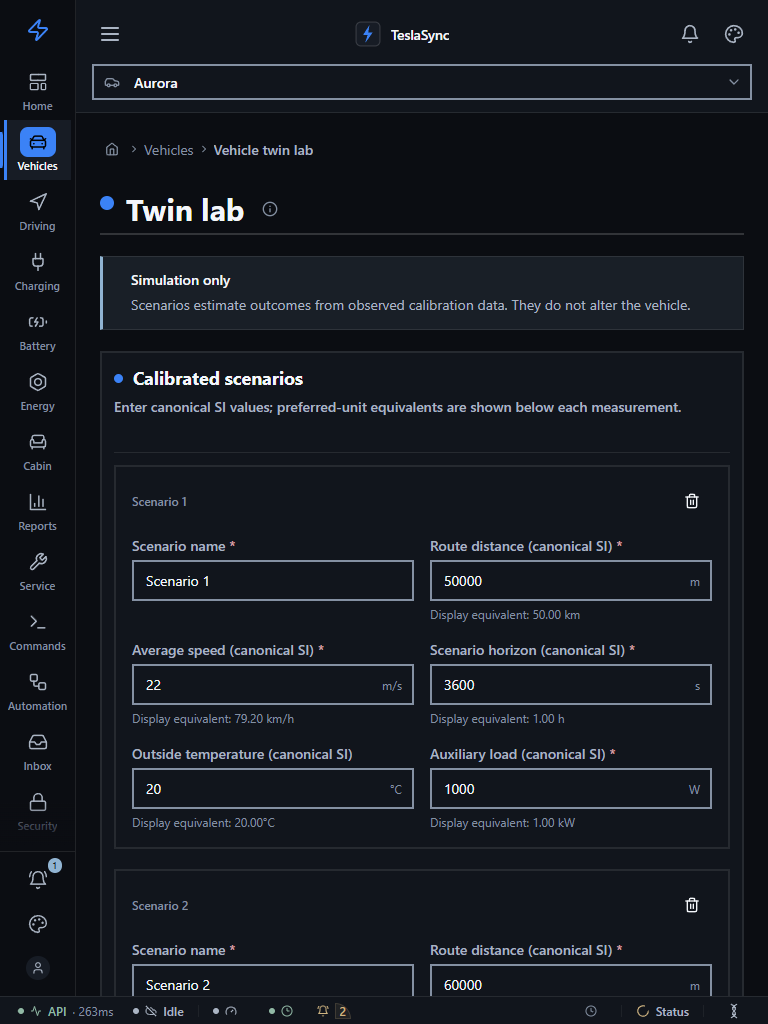 TeslaSync
Aurora
Home
Vehicles
Driving
Charging
Battery
Energy
Cabin
Reports
Service
Commands
Automation
Inbox
Security
1
Vehicles
Vehicle twin lab
Twin lab
Simulation only
Scenarios estimate outcomes from observed calibration data. They do not alter the vehicle.
Calibrated scenarios
Enter canonical SI values; preferred-unit equivalents are shown below each measurement.
Scenario 1
Scenario name *
Scenario 1
Route distance (canonical SI) *
50000 m
Display equivalent: 50.00 km
Average speed (canonical SI) *
22 m/s
Display equivalent: 79.20 km/h
Scenario horizon (canonical SI) *
3600 s
Display equivalent: 1.00 h
Outside temperature (canonical SI)
20 °C
Display equivalent: 20.00°C
Auxiliary load (canonical SI) *
1000 W
Display equivalent: 1.00 kW
Scenario 2
Scenario name *
Scenario 2
Route distance (canonical SI) *
60000 m
API · 263ms
Idle
2
Status